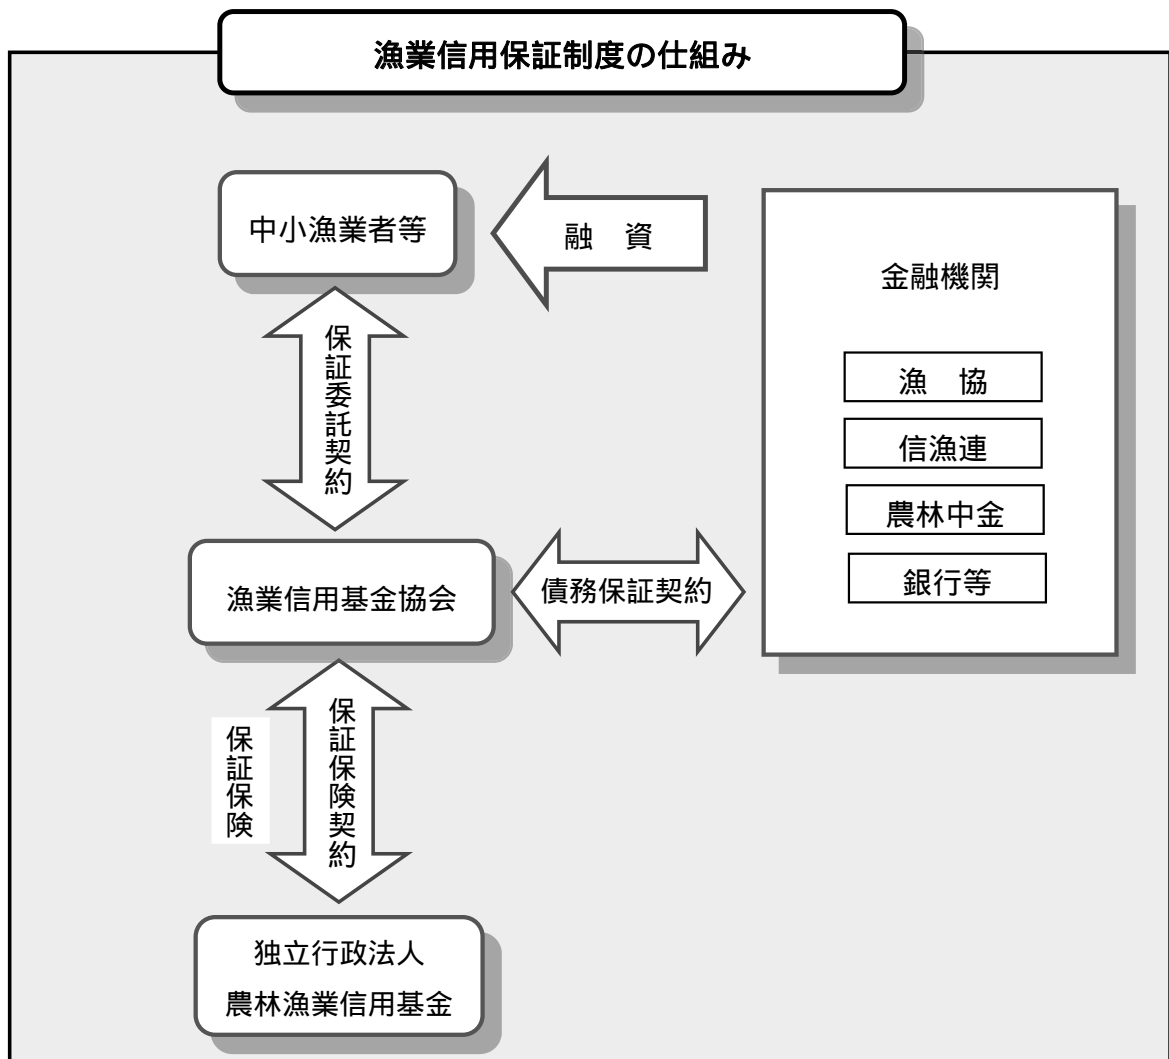 漁業信用保証制度の仕組み
中小漁業者等
融　資
金融機関
漁　協
信漁連
農林中金
銀行等
保証委託契約
漁業信用基金協会
債務保証契約
保証保険
保証保険契約
独立行政法人
農林漁業信用基金